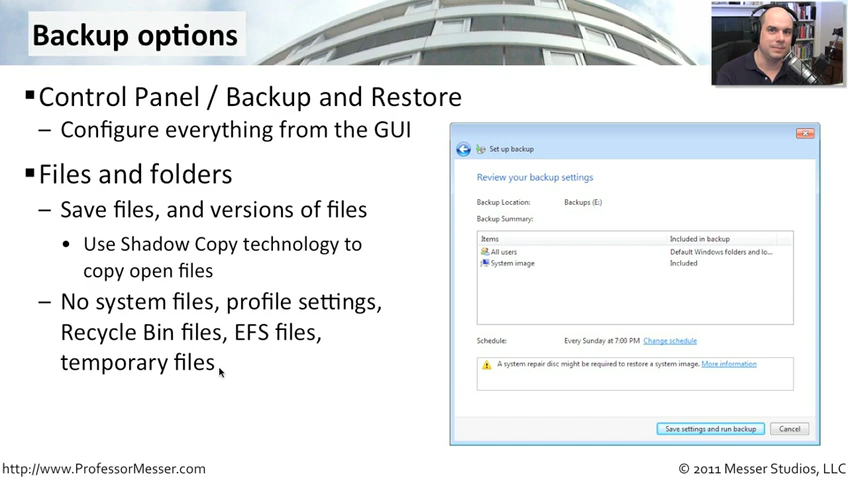 Backup options
Control Panel / Backup and Restore
– Configure everything from the GUI
Files and folders
– Save files, and versions of files
• Use Shadow Copy technology to
copy open files
– No system files, profile settings,
Recycle Bin files, EFS files,
temporary files
Set up backup
Review your backup settings
Backup Location: Backups (E:)
Backup Summary:
Items Included in backup
All users Default Windows folders and lo...
System image Included
Schedule: Every Sunday at 7:00 PM Change schedule
A system repair disc might be required to restore a system image. More information
Save settings and run backup Cancel
http://www.ProfessorMesser.com © 2011 Messer Studios, LLC